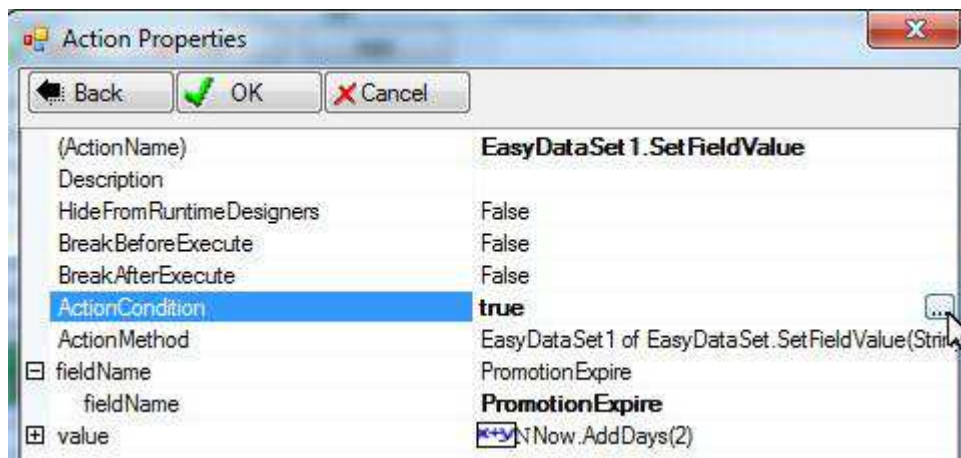 Action Properties
Back OK Cancel
(ActionName) EasyDataSet1.SetFieldValue
Description
HideFromRuntimeDesigners False
BreakBeforeExecute False
BreakAfterExecute False
ActionCondition true ...
ActionMethod EasyDataSet1 of EasyDataSet.SetFieldValue(Strin
fieldName PromotionExpire
fieldName PromotionExpire
value x+y Now.AddDays(2)